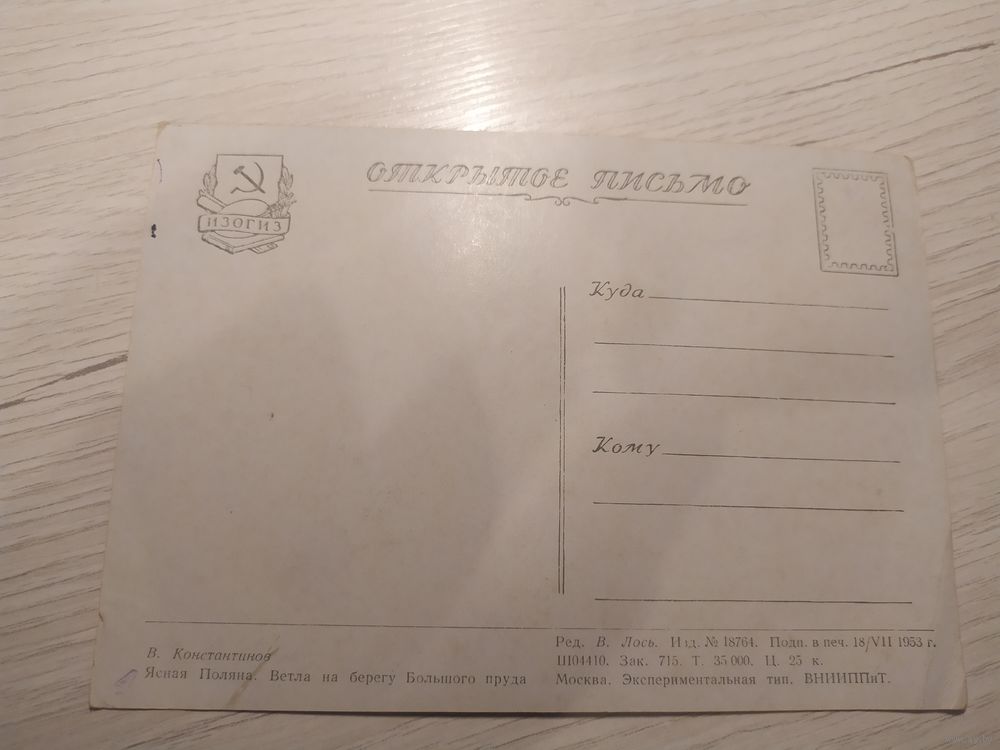 ОТКРЫТОЕ ПИСЬМО
ИЗОГИЗ
Куда
Кому
В. Константинов
Ясная Поляна. Ветла на берегу Большого пруда
Ред. В. Лось. Изд. № 18764. Подп. в печ. 18/VII 1953 г.
Ш04410. Зак. 715. Т. 35 000. Ц. 25 к.
Москва. Экспериментальная тип. ВНИИППиТ.